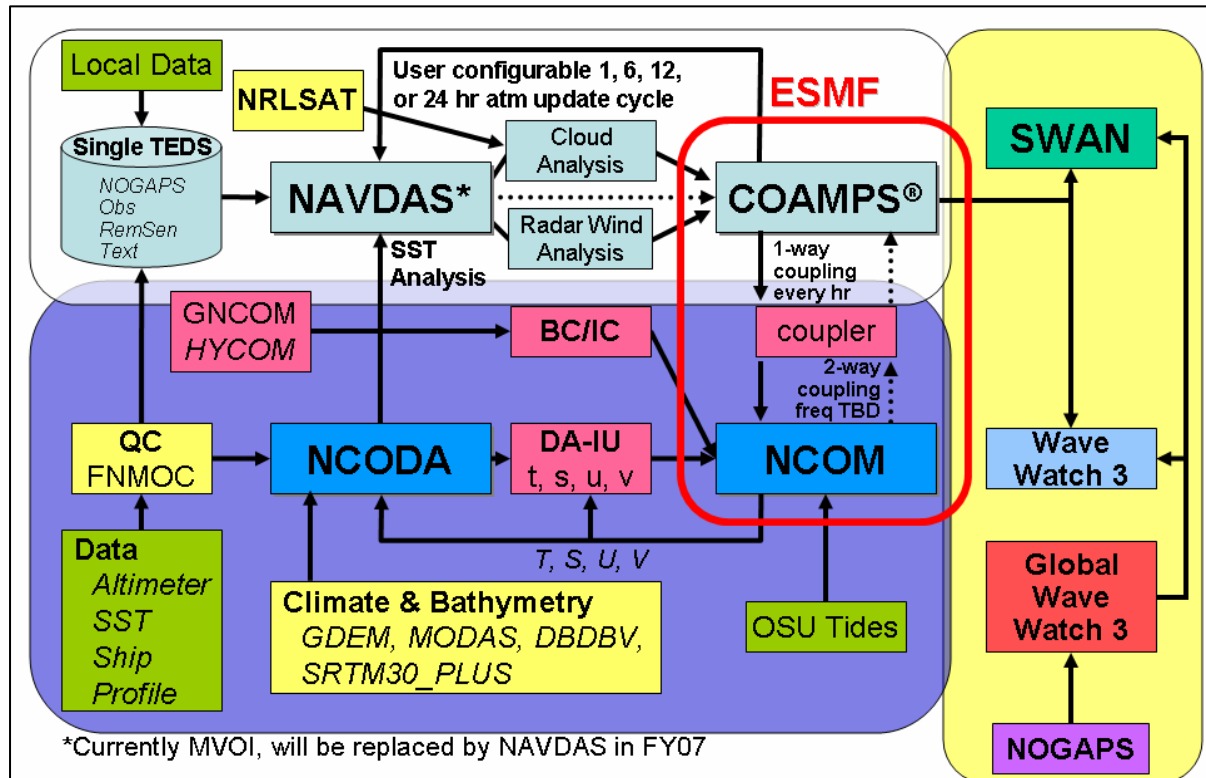 Local Data
NRLSAT
User configurable 1, 6, 12,
or 24 hr atm update cycle
ESMF
Single TEDS
NOGAPS
Obs
RemSen
Text
NAVDAS*
Cloud
Analysis
Radar Wind
Analysis
COAMPS®
SWAN
SST
Analysis
1-way
coupling
every hr
GNCOM
HYCOM
BC/IC
coupler
2-way
coupling
freq TBD
QC
FNMOC
NCODA
DA-IU
t, s, u, v
NCOM
Wave
Watch 3
T, S, U, V
Data
Altimeter
SST
Ship
Profile
Climate & Bathymetry
GDEM, MODAS, DBDBV,
SRTM30_PLUS
OSU Tides
Global
Wave
Watch 3
NOGAPS
*Currently MVOI, will be replaced by NAVDAS in FY07